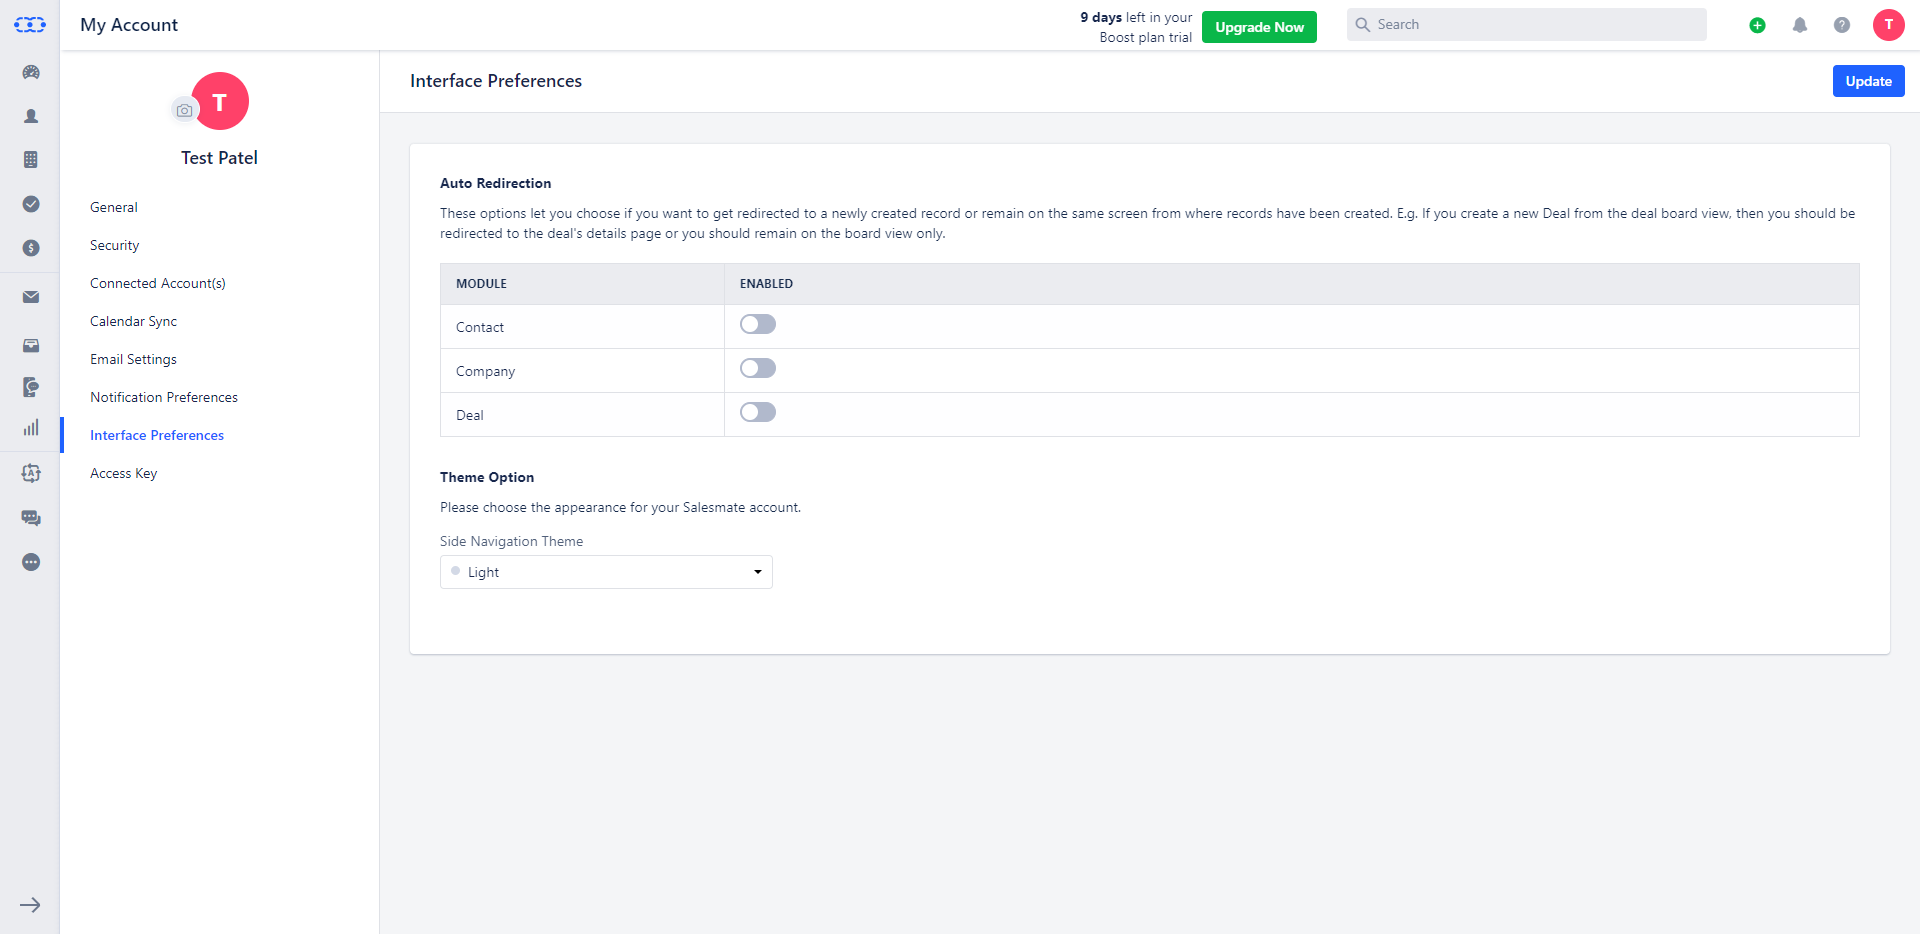 My Account
9 days left in your
Boost plan trial
Upgrade Now
Search
T
T
Test Patel
General
Security
Connected Account(s)
Calendar Sync
Email Settings
Notification Preferences
Interface Preferences
Access Key
Interface Preferences
Update
Auto Redirection
These options let you choose if you want to get redirected to a newly created record or remain on the same screen from where records have been created. E.g. If you create a new Deal from the deal board view, then you should be
redirected to the deal's details page or you should remain on the board view only.
MODULE ENABLED
Contact
Company
Deal
Theme Option
Please choose the appearance for your Salesmate account.
Side Navigation Theme
Light